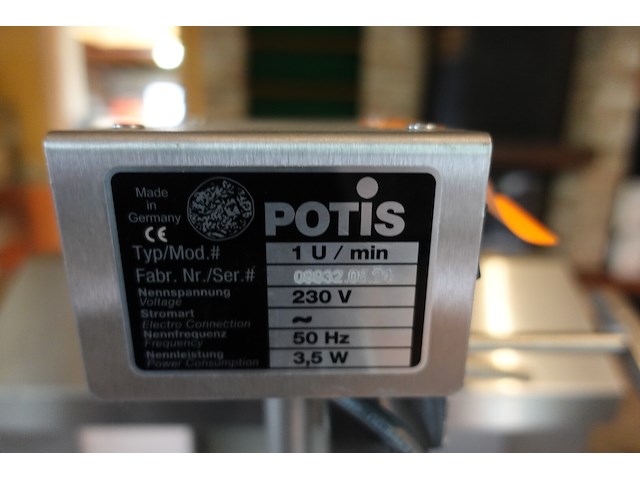 Made
in
Germany
CE
POTIS
Typ/Mod.# 1 U / min
Fabr. Nr./Ser.#
Nennspannung 230 V
Voltage
Stromart ~
Electro Connection
Nennfrequenz 50 Hz
Frequency
Nennleistung 3,5 W
Power Consumption